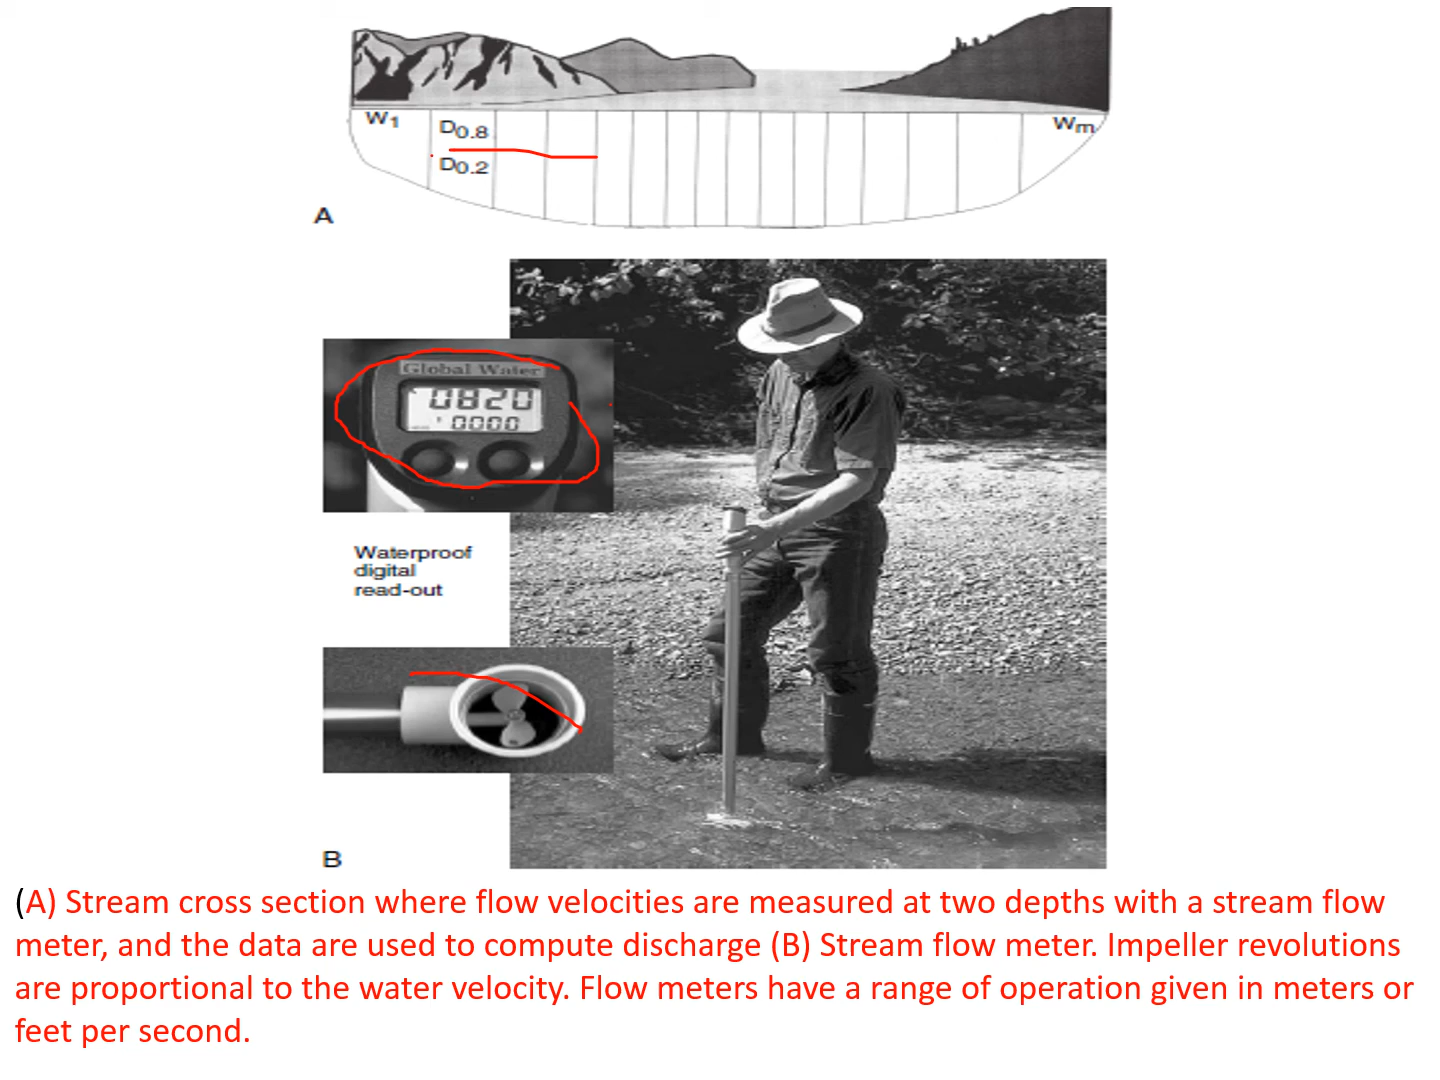 W1
D0.8
D0.2
Wm
A
Global Water
0820
0000
Waterproof
digital
read-out
B
(A) Stream cross section where flow velocities are measured at two depths with a stream flow
meter, and the data are used to compute discharge (B) Stream flow meter. Impeller revolutions
are proportional to the water velocity. Flow meters have a range of operation given in meters or
feet per second.